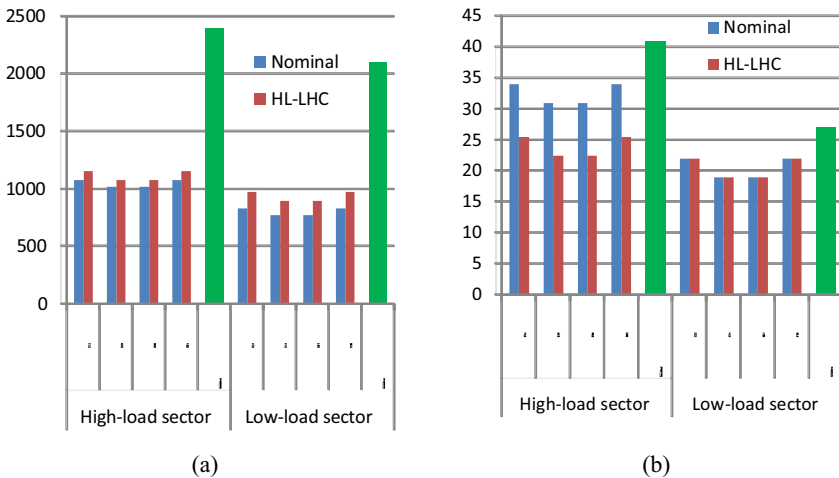 2500
2000
1500
1000
500
0
Nominal
HL-LHC
High-load sector
Low-load sector
(a)
45
40
35
30
25
20
15
10
5
0
Nominal
HL-LHC
High-load sector
Low-load sector
(b)